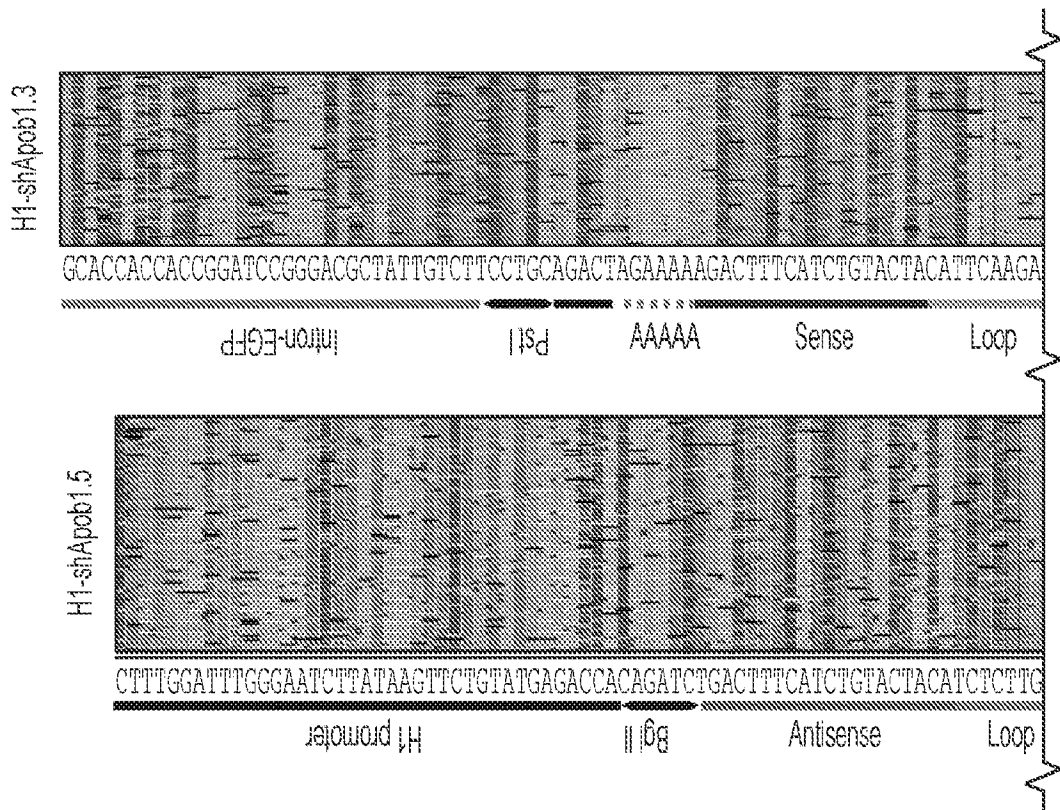 H1-shApob1.3
GCACCACCACCGGATCCGGGACGCTATTGTCTTCCTGCAGACTAGAAAAAGACTTTCATCTGTACTACATTCAAGA
Intron-EGFP Pst I AAAAA Sense Loop
H1-shApob1.5
CTTTGGATTTGGGAATCTTATAAGTTCTGTATGAGACCACAGATCTGACTTTCATCTGTACTACATCTCTTG
H1 promoter Bgl II Antisense Loop